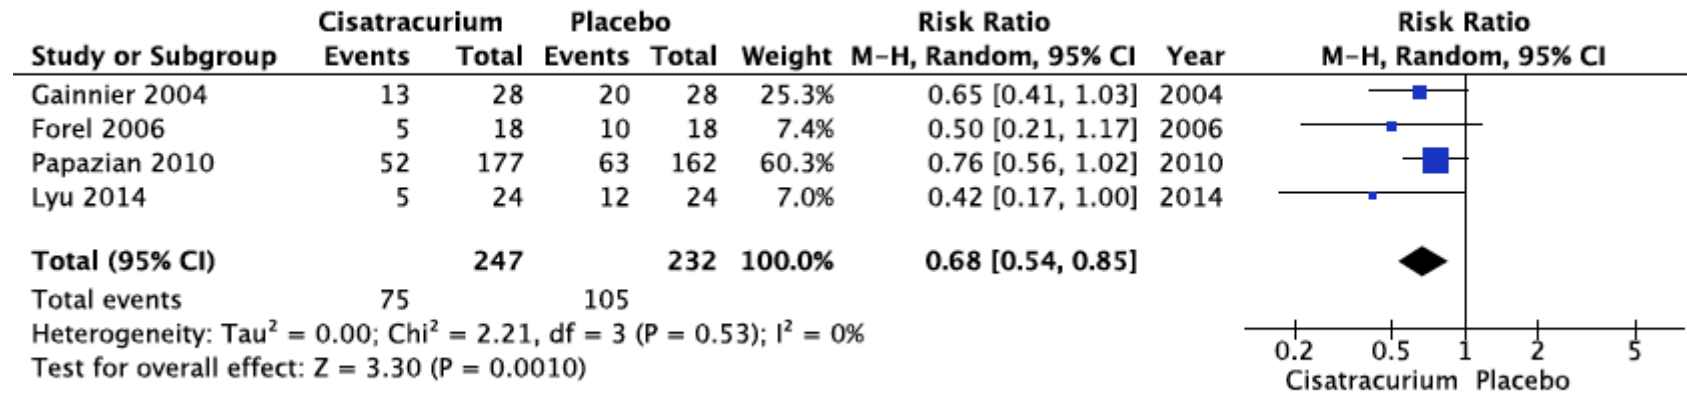 Cisatracurium Placebo Risk Ratio Risk Ratio
Study or Subgroup Events Total Events Total Weight M-H, Random, 95% CI Year M-H, Random, 95% CI
Gainnier 2004 13 28 20 28 25.3% 0.65 [0.41, 1.03] 2004
Forel 2006 5 18 10 18 7.4% 0.50 [0.21, 1.17] 2006
Papazian 2010 52 177 63 162 60.3% 0.76 [0.56, 1.02] 2010
Lyu 2014 5 24 12 24 7.0% 0.42 [0.17, 1.00] 2014
Total (95% CI) 247 232 100.0% 0.68 [0.54, 0.85]
Total events 75 105
Heterogeneity: Tau² = 0.00; Chi² = 2.21, df = 3 (P = 0.53); I² = 0%
Test for overall effect: Z = 3.30 (P = 0.0010)
0.2 0.5 1 2 5
Cisatracurium Placebo